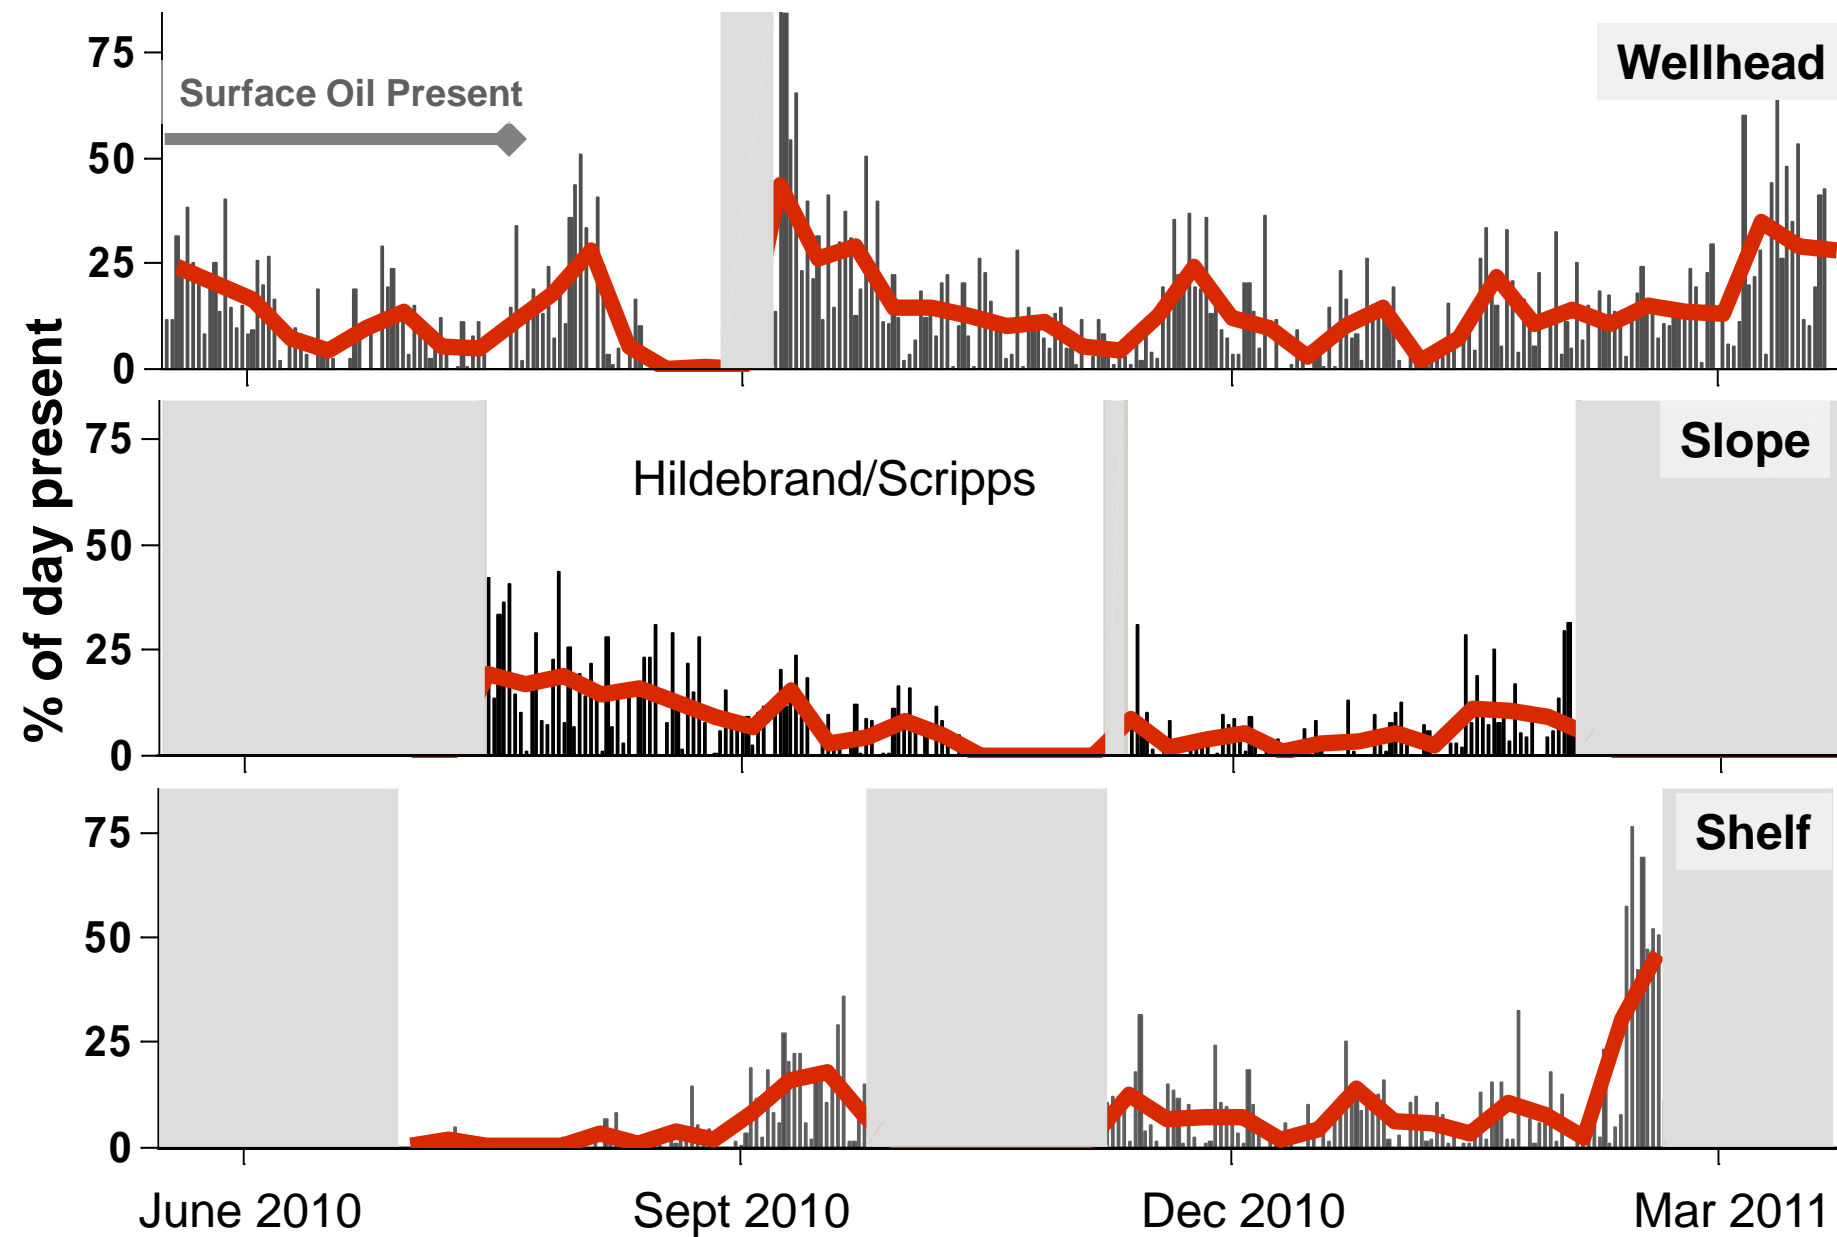 75
Wellhead
Surface Oil Present
50
25
0
% of day present
75
Slope
Hildebrand/Scripps
50
25
0
75
Shelf
50
25
0
June 2010 Sept 2010 Dec 2010 Mar 2011